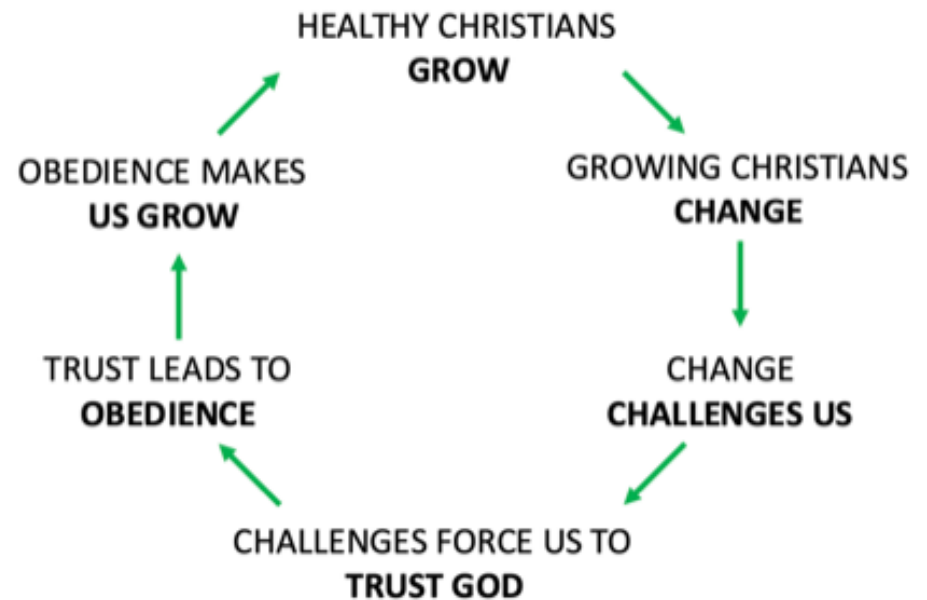 HEALTHY CHRISTIANS
GROW
GROWING CHRISTIANS
CHANGE
CHANGE
CHALLENGES US
CHALLENGES FORCE US TO
TRUST GOD
TRUST LEADS TO
OBEDIENCE
OBEDIENCE MAKES
US GROW